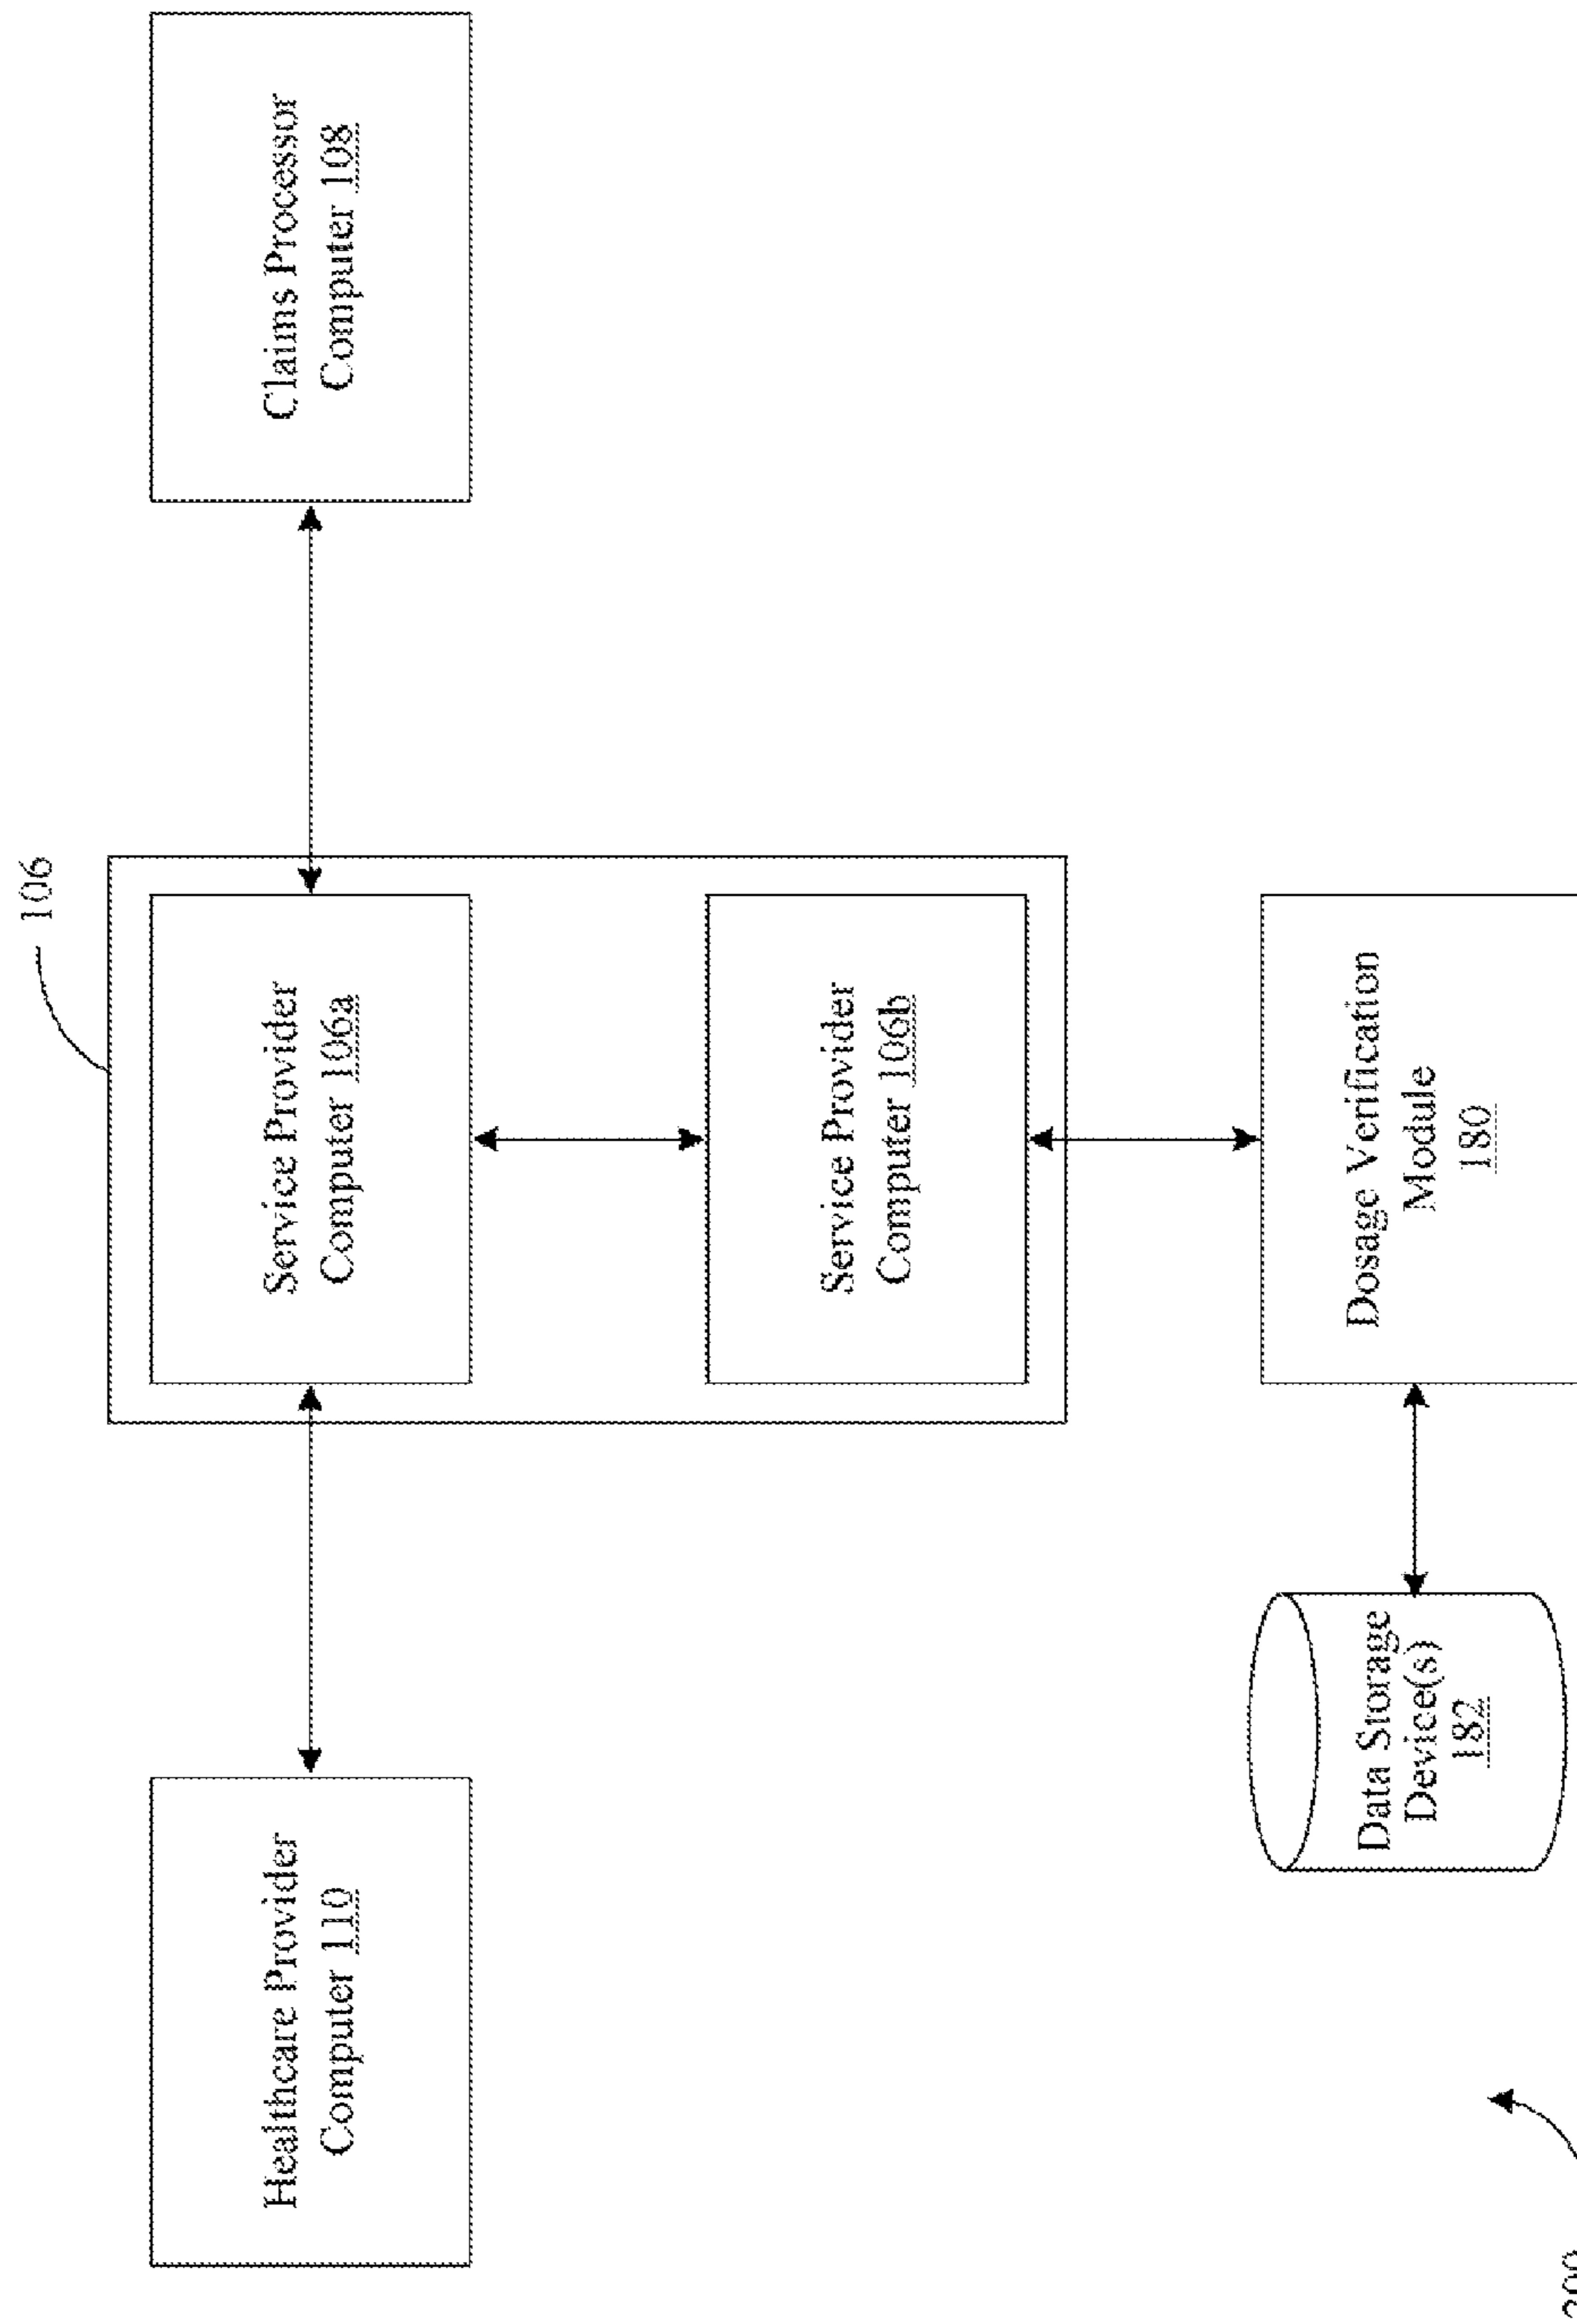 106
Healthcare Provider
Computer 110
Service Provider
Computer 106a
Claims Processor
Computer 108
Service Provider
Computer 106b
Data Storage
Device(s)
182
Dosage Verification
Module
180